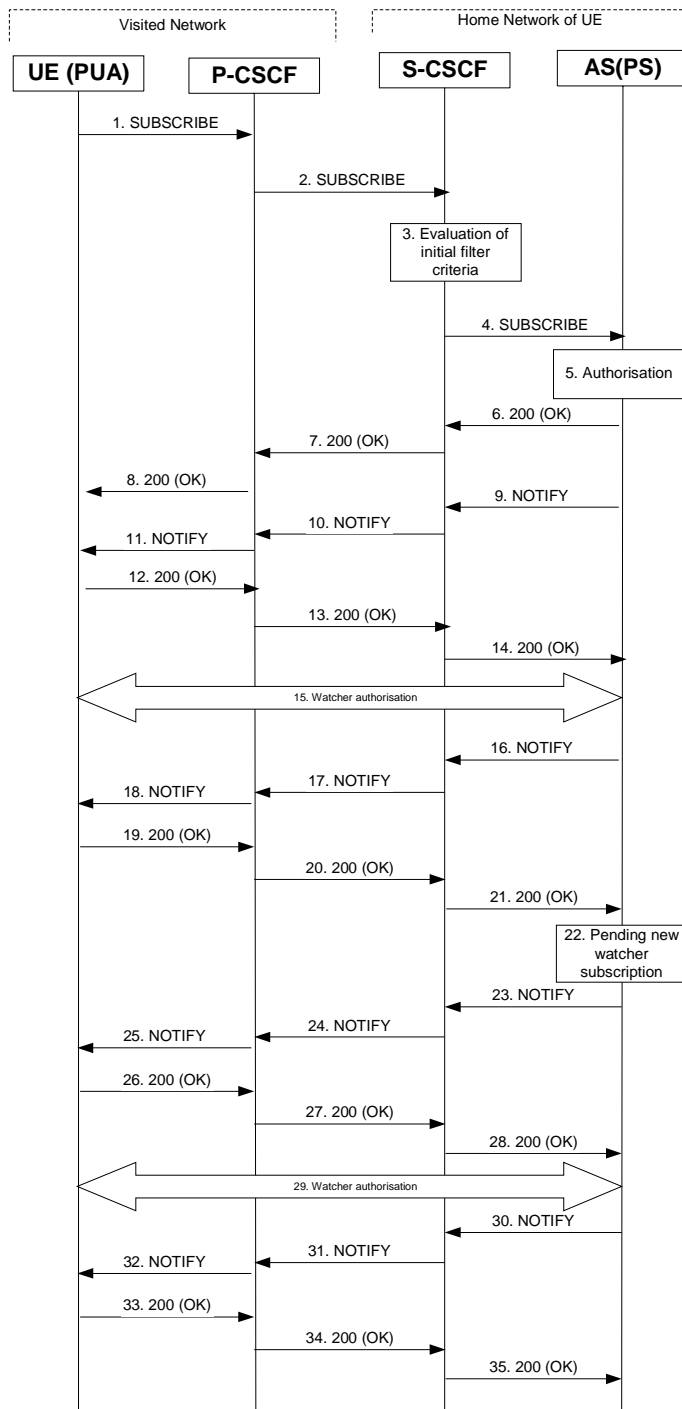 Visited Network
Home Network of UE
UE (PUA)
P-CSCF
S-CSCF
AS(PS)
1. SUBSCRIBE
2. SUBSCRIBE
3. Evaluation of
initial filter
criteria
4. SUBSCRIBE
5. Authorisation
6. 200 (OK)
7. 200 (OK)
8. 200 (OK)
9. NOTIFY
10. NOTIFY
11. NOTIFY
12. 200 (OK)
13. 200 (OK)
14. 200 (OK)
15. Watcher authorisation
16. NOTIFY
17. NOTIFY
18. NOTIFY
19. 200 (OK)
20. 200 (OK)
21. 200 (OK)
22. Pending new
watcher
subscription
23. NOTIFY
24. NOTIFY
25. NOTIFY
26. 200 (OK)
27. 200 (OK)
28. 200 (OK)
29. Watcher authorisation
30. NOTIFY
31. NOTIFY
32. NOTIFY
33. 200 (OK)
34. 200 (OK)
35. 200 (OK)